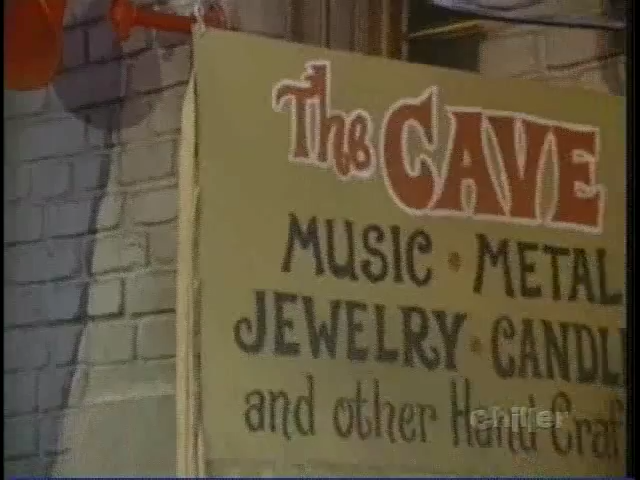 The CAVE
MUSIC • METAL
JEWELRY • CANDL
and other Hand Craf
chiller